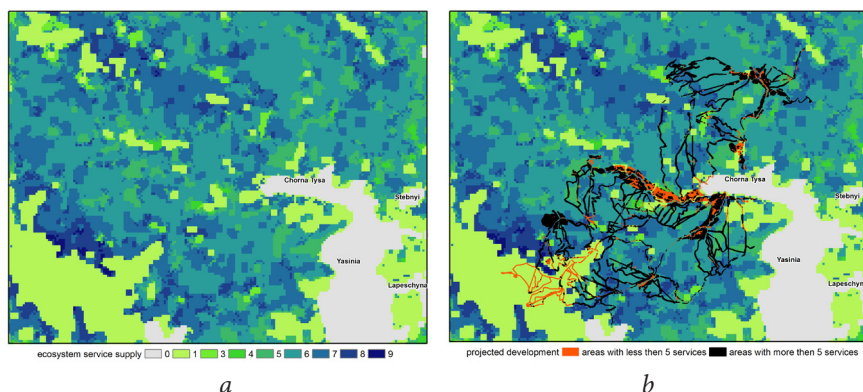 Chorna Tysa
Stebnyi
Yasinia
Lapeschyna
ecosystem service supply 0 1 3 4 5 6 7 8 9
a
Chorna Tysa
Stebnyi
Yasinia
Lapeschyna
projected development areas with less then 5 services areas with more then 5 services
b